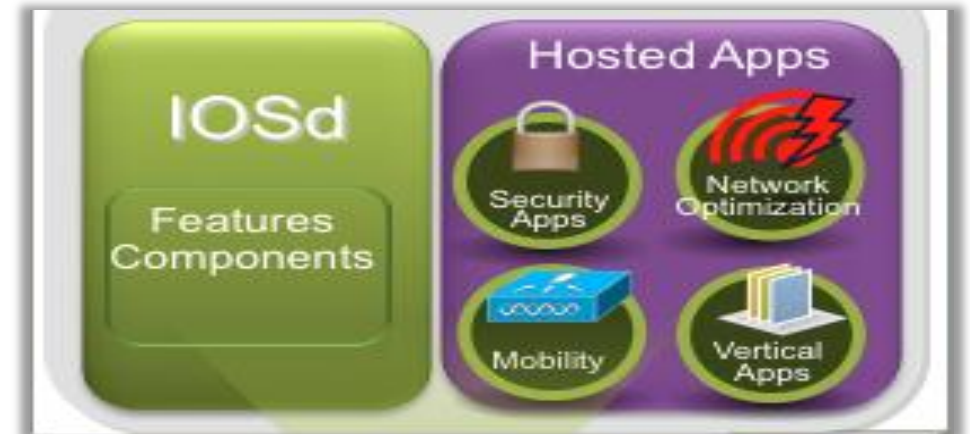 IOSd
Features
Components
Hosted Apps
Security
Apps
Network
Optimization
Mobility
Vertical
Apps